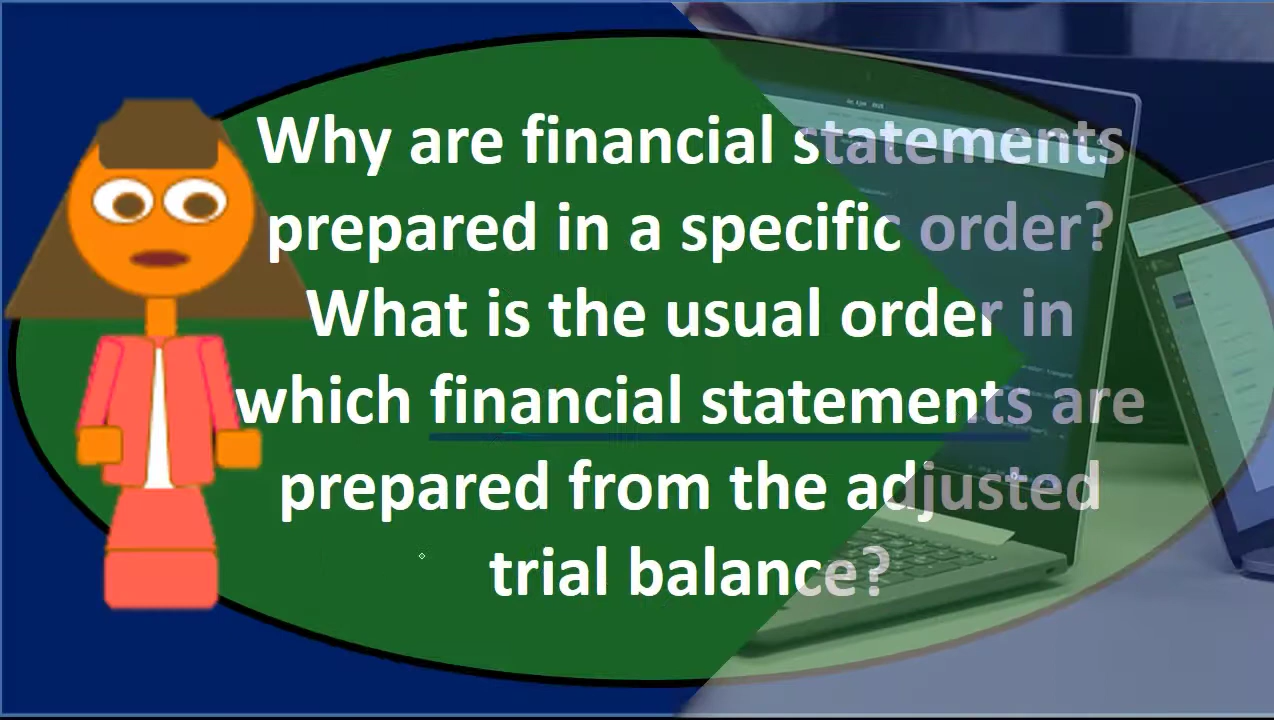 Why are financial statements
prepared in a specific order?
What is the usual order in
which financial statements are
prepared from the adjusted
trial balance?